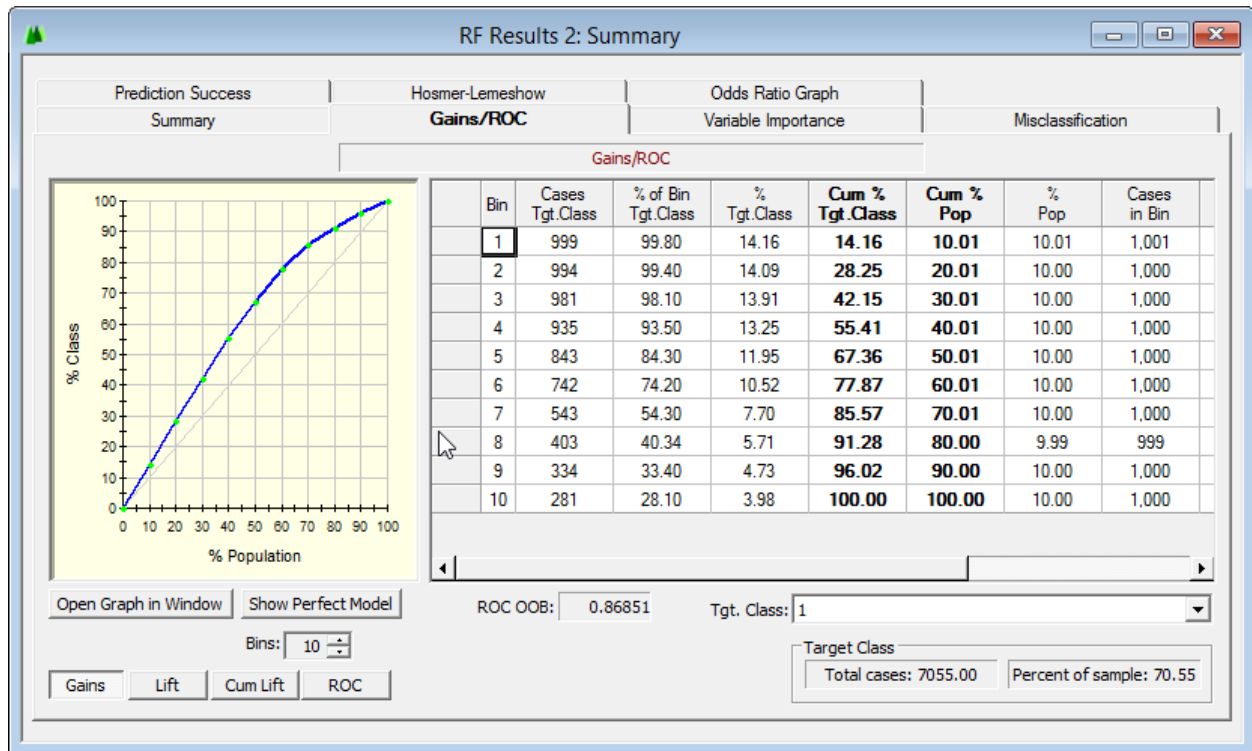 RF Results 2: Summary
Prediction Success Hosmer-Lemeshow Odds Ratio Graph
Summary Gains/ROC Variable Importance Misclassification
Gains/ROC
% Class
100
90
80
70
60
50
40
30
20
10
0
0 10 20 30 40 50 60 70 80 90 100
% Population
Bin Cases Tgt.Class % of Bin Tgt.Class % Tgt.Class Cum % Tgt.Class Cum % Pop % Pop Cases in Bin
1 999 99.80 14.16 14.16 10.01 10.01 1,001
2 994 99.40 14.09 28.25 20.01 10.00 1,000
3 981 98.10 13.91 42.15 30.01 10.00 1,000
4 935 93.50 13.25 55.41 40.01 10.00 1,000
5 843 84.30 11.95 67.36 50.01 10.00 1,000
6 742 74.20 10.52 77.87 60.01 10.00 1,000
7 543 54.30 7.70 85.57 70.01 10.00 1,000
8 403 40.34 5.71 91.28 80.00 9.99 999
9 334 33.40 4.73 96.02 90.00 10.00 1,000
10 281 28.10 3.98 100.00 100.00 10.00 1,000
Open Graph in Window Show Perfect Model ROC OOB: 0.86851 Tgt. Class: 1
Bins: 10
Target Class
Gains Lift Cum Lift ROC Total cases: 7055.00 Percent of sample: 70.55